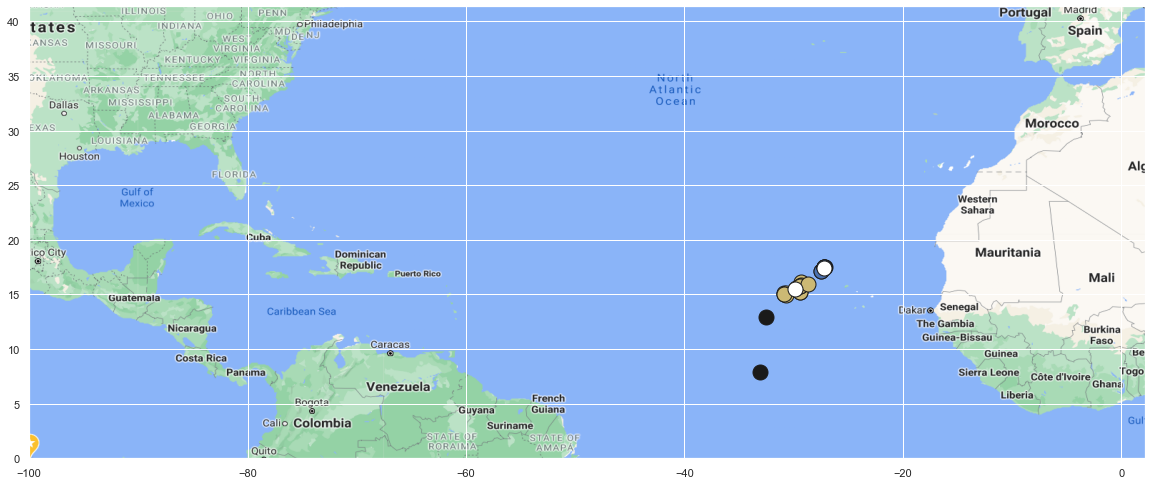 40
35
30
25
20
15
10
5
0
−100
−80
−60
−40
−20
0
tates
ILLINOIS
OHIO
PENN
INDIANA
Philadelphia
MD
DE
NJ
ANSAS
MISSOURI
WEST
VIRGINIA
KENTUCKY
VIRGINIA
OKLAHOMA
TENNESSEE
NORTH
CAROLINA
ARKANSAS
SOUTH
CAROLINA
MISSISSIPPI
Dallas
ALABAMA
GEORGIA
EXAS
LOUISIANA
Houston
FLORIDA
Gulf of
Mexico
North
Atlantic
Ocean
Portugal
Madrid
Spain
Morocco
Alg
Western
Sahara
Mauritania
Mali
ico City
Cuba
Dominican
Republic
Puerto Rico
Guatemala
Caribbean Sea
Nicaragua
Costa Rica
Panama
Caracas
Venezuela
Bogota
Cali
Colombia
Guyana
French
Guiana
Suriname
STATE OF
RORAIMA
STATE OF
AMAPA
Quito
Dakar
Senegal
The Gambia
Guinea-Bissau
Guinea
Sierra Leone
Côte d'Ivoire
Liberia
Burkina
Faso
Be
Togo
Ghana
Gulf